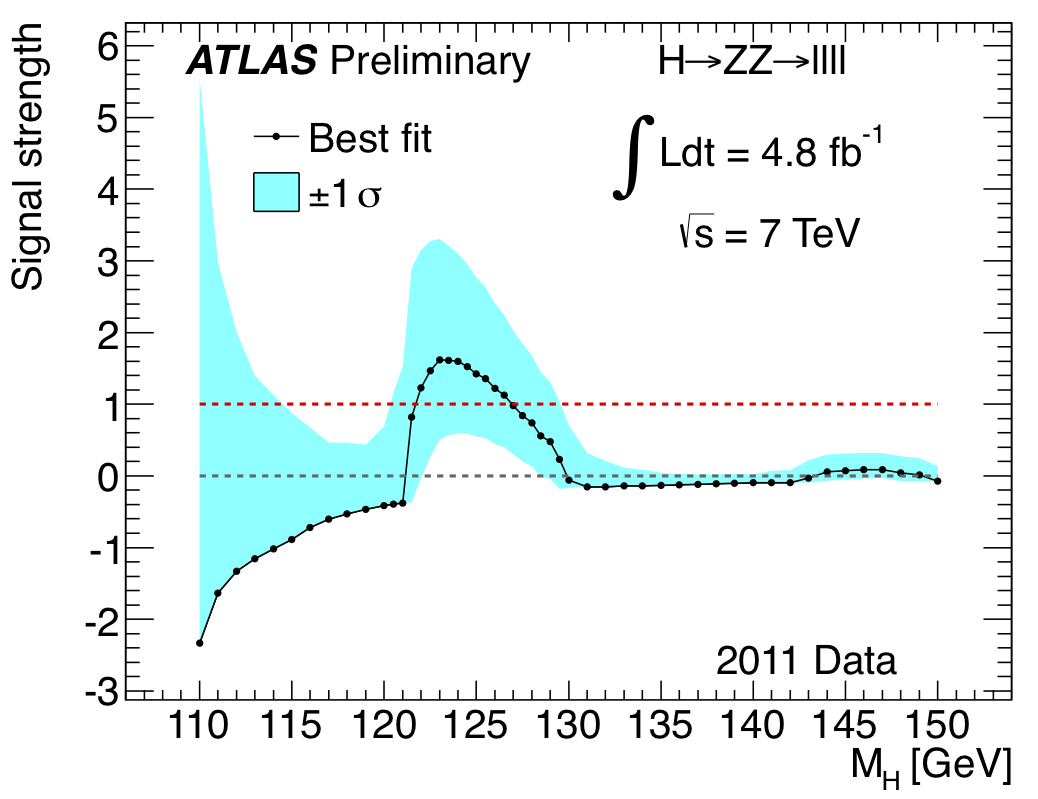 Signal strength
6
5
4
3
2
1
0
-1
-2
-3
ATLAS Preliminary
H→ZZ→llll
Best fit
±1 σ
∫ Ldt = 4.8 fb-1
√s = 7 TeV
2011 Data
110 115 120 125 130 135 140 145 150
MH [GeV]